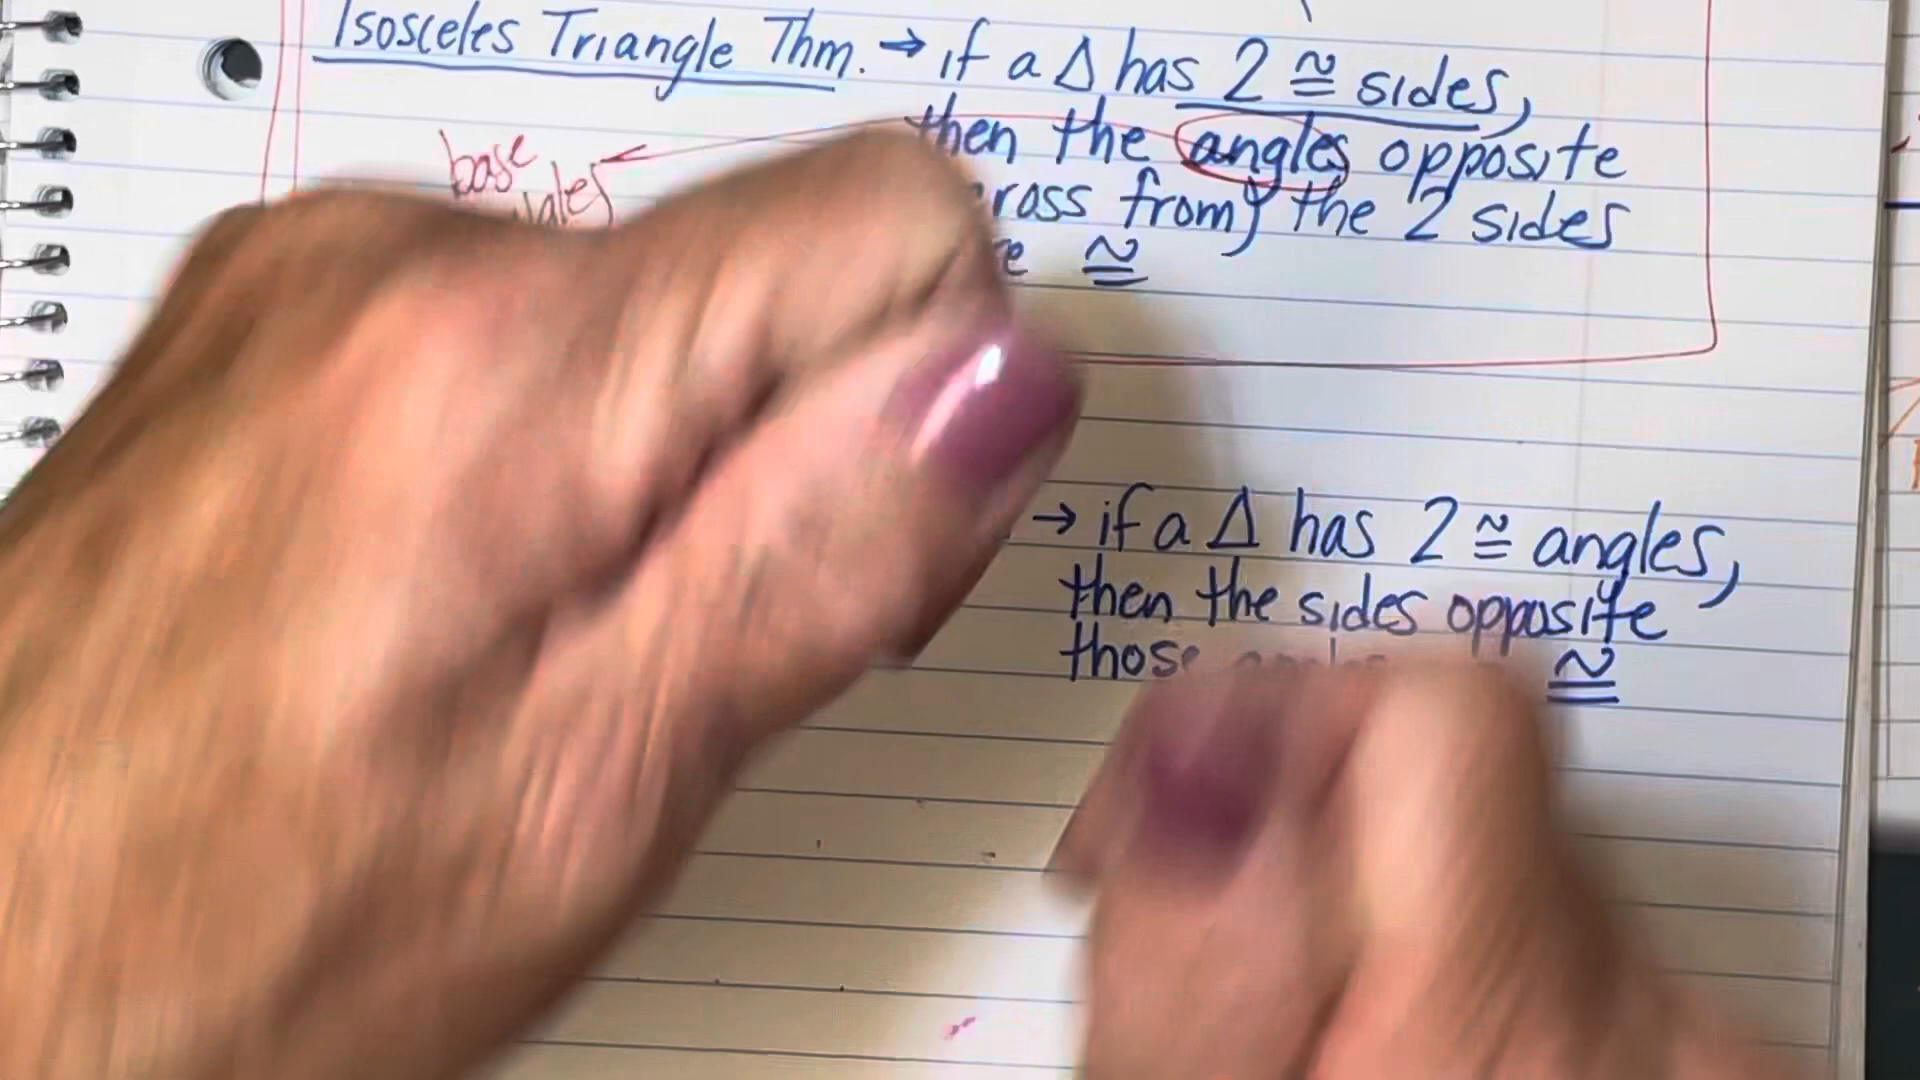 Isosceles Triangle Thm. → if a Δ has 2 ≅ sides,
then the angles opposite
from) the 2 sides
≅
base
→ if a Δ has 2 ≅ angles,
then the sides opposite
those ≅